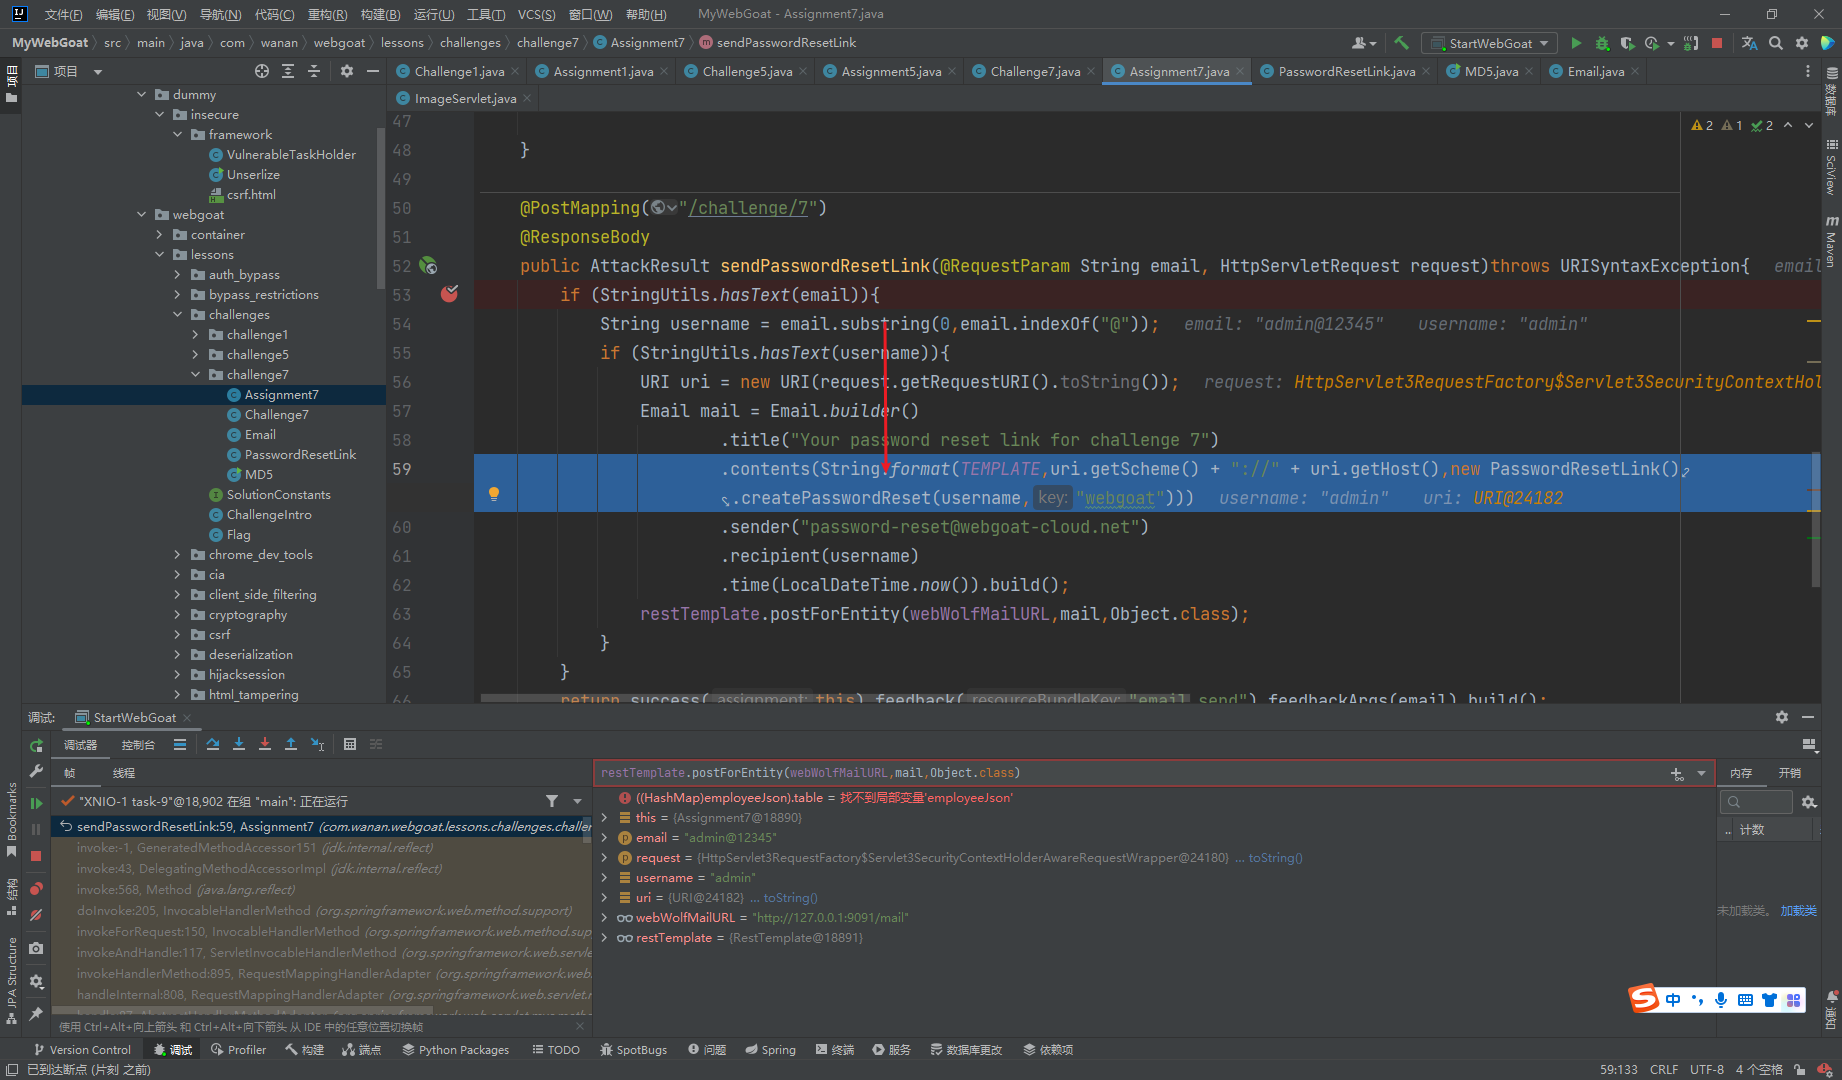 文件(F) 编辑(E) 视图(V) 导航(N) 代码(C) 重构(R) 构建(B) 运行(U) 工具(T) VCS(S) 窗口(W) 帮助(H) MyWebGoat - Assignment7.java
MyWebGoat src main java com wanan webgoat lessons challenges challenge7 Assignment7 sendPasswordResetLink
StartWebGoat
项目
项目
Challenge1.java Assignment1.java Challenge5.java Assignment5.java Challenge7.java Assignment7.java PasswordResetLink.java MD5.java Email.java
ImageServlet.java
dummy
insecure
framework
VulnerableTaskHolder
Unserlize
csrf.html
webgoat
container
lessons
auth_bypass
bypass_restrictions
challenges
challenge1
challenge5
challenge7
Assignment7
Challenge7
Email
PasswordResetLink
MD5
SolutionConstants
ChallengeIntro
Flag
chrome_dev_tools
cia
client_side_filtering
cryptography
csrf
deserialization
hijacksession
html_tampering
2 1 2
47
48 }
49
50 @PostMapping("/challenge/7")
51 @ResponseBody
52 public AttackResult sendPasswordResetLink(@RequestParam String email, HttpServletRequest request)throws URISyntaxException{ email
53 if (StringUtils.hasText(email)){
54 String username = email.substring(0,email.indexOf("@")); email: "admin@12345" username: "admin"
55 if (StringUtils.hasText(username)){
56 URI uri = new URI(request.getRequestURI().toString()); request: HttpServlet3RequestFactory$Servlet3SecurityContextHol
57 Email mail = Email.builder()
58 .title("Your password reset link for challenge 7")
59 .contents(String.format(TEMPLATE,uri.getScheme() + "://" + uri.getHost(),new PasswordResetLink()
.createPasswordReset(username, key: "webgoat"))) username: "admin" uri: URI@24182
60 .sender("password-reset@webgoat-cloud.net")
61 .recipient(username)
62 .time(LocalDateTime.now()).build();
63 restTemplate.postForEntity(webWolfMailURL,mail,Object.class);
64 }
65 }
66 return success( assignment: this).feedback( resourceBundleKey: "email.send").feedbackArgs(email).build();
数据库
SciView
Maven
通知
调试: StartWebGoat
调试器 控制台
帧 线程
"XNIO-1 task-9"@18,902 在组 "main": 正在运行
sendPasswordResetLink:59, Assignment7 (com.wanan.webgoat.lessons.challenges.challen
invoke:-1, GeneratedMethodAccessor151 (jdk.internal.reflect)
invoke:43, DelegatingMethodAccessorImpl (jdk.internal.reflect)
invoke:568, Method (java.lang.reflect)
doInvoke:205, InvocableHandlerMethod (org.springframework.web.method.support)
invokeForRequest:150, InvocableHandlerMethod (org.springframework.web.method.sup
invokeAndHandle:117, ServletInvocableHandlerMethod (org.springframework.web.servle
invokeHandlerMethod:895, RequestMappingHandlerAdapter (org.springframework.web.
handleInternal:808, RequestMappingHandlerAdapter (org.springframework.web.servlet.m
使用 Ctrl+Alt+向上箭头 和 Ctrl+Alt+向下箭头 从 IDE 中的任意位置切换帧
restTemplate.postForEntity(webWolfMailURL,mail,Object.class)
((HashMap)employeeJson).table = 找不到局部变量'employeeJson'
this = {Assignment7@18890}
email = "admin@12345"
request = {HttpServlet3RequestFactory$Servlet3SecurityContextHolderAwareRequestWrapper@24180} ... toString()
username = "admin"
uri = {URI@24182} ... toString()
webWolfMailURL = "http://127.0.0.1:9091/mail"
restTemplate = {RestTemplate@18891}
内存 开销
.. 计数
未加载类。 加载类
Bookmarks
结构
JPA Structure
中
Version Control 调试 Profiler 构建 端点 Python Packages TODO SpotBugs 问题 Spring 终端 服务 数据库更改 依赖项
已到达断点 (片刻 之前) 59:133 CRLF UTF-8 4 个空格